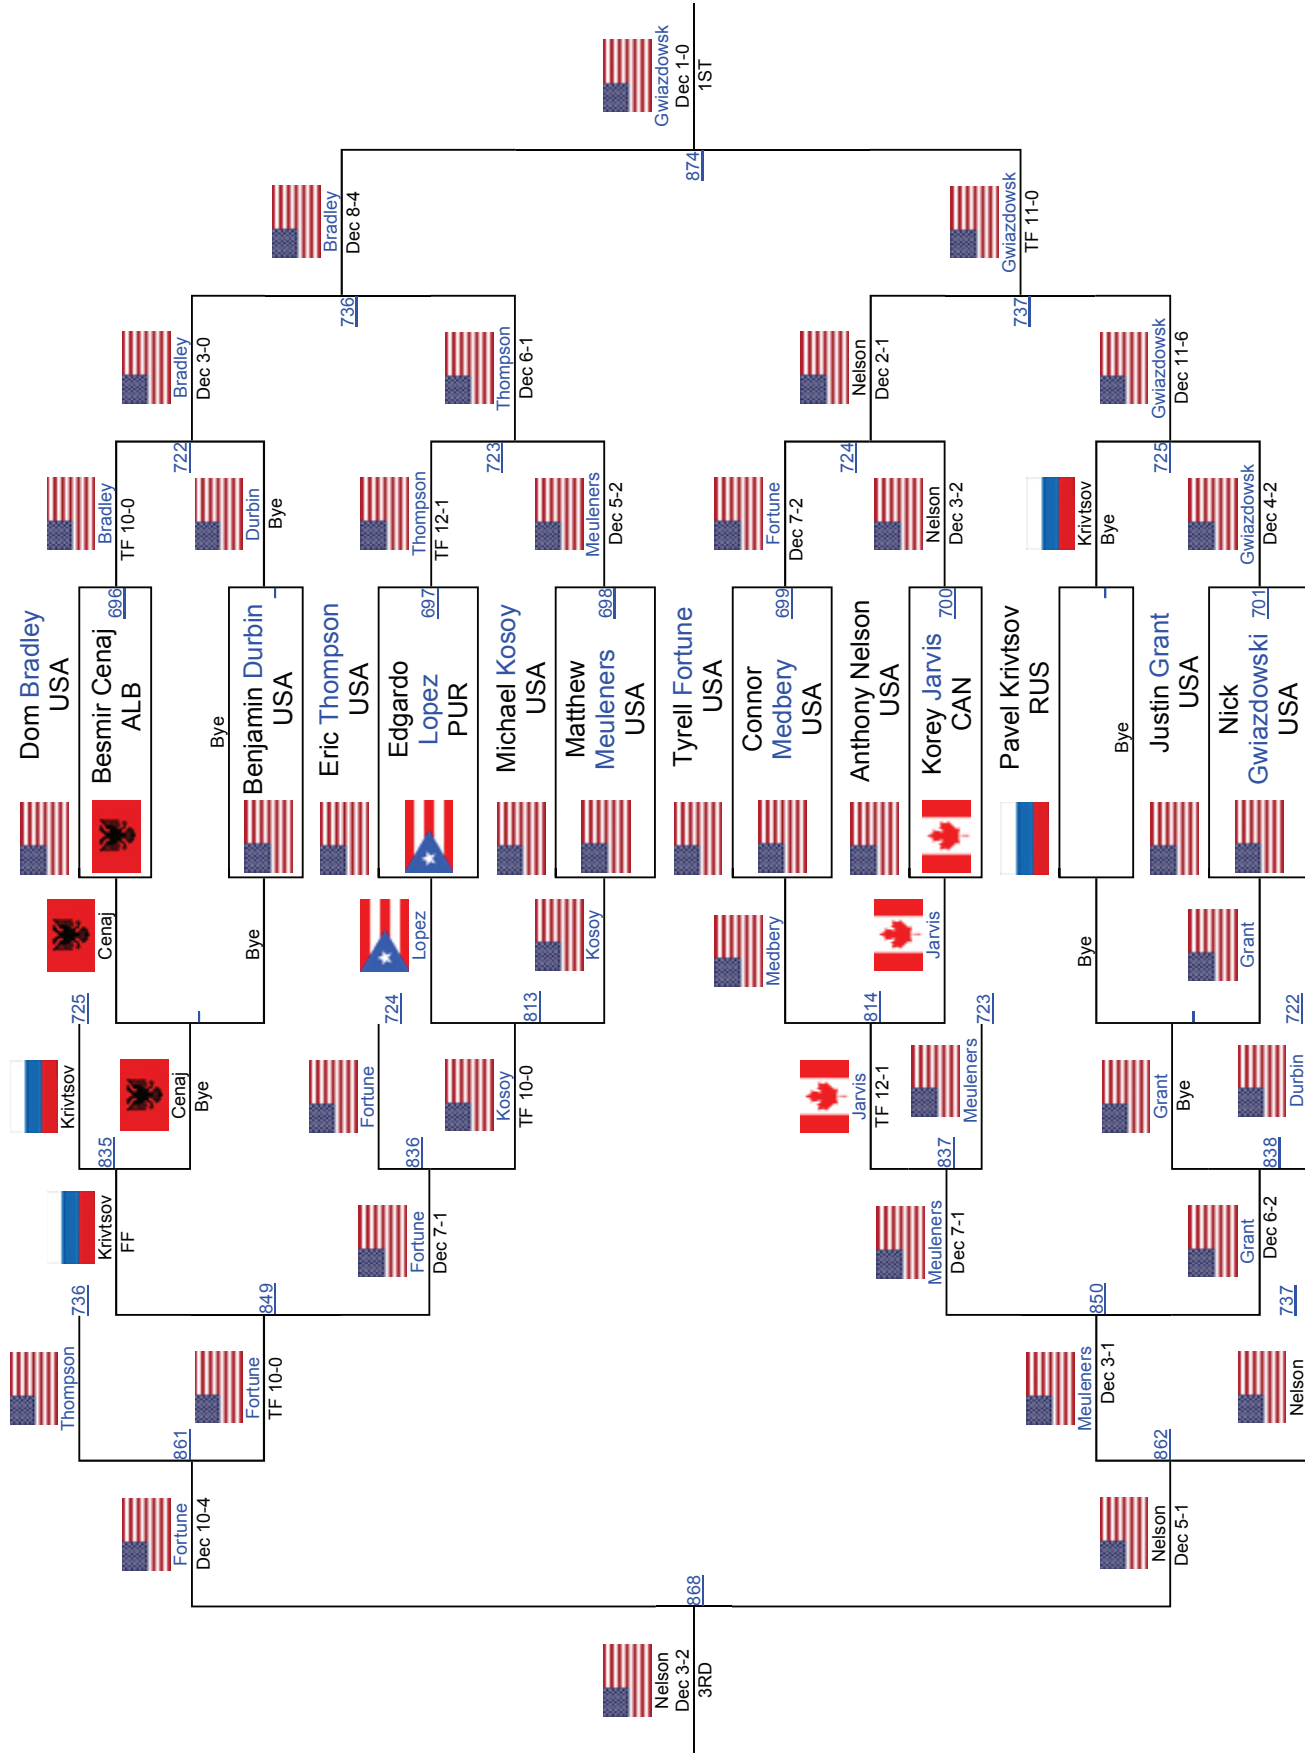 Gwiazdowsk
Dec 1-0
1ST
874
Bradley
Dec 8-4
Gwiazdowsk
TF 11-0
736
737
Bradley
Dec 3-0
Thompson
Dec 6-1
Nelson
Dec 2-1
Gwiazdowsk
Dec 11-6
722
723
724
725
Bradley
TF 10-0
Durbin
Bye
Thompson
TF 12-1
Meuleners
Dec 5-2
Fortune
Dec 7-2
Nelson
Dec 3-2
Krivtsov
Bye
Gwiazdowsk
Dec 4-2
Dom Bradley
USA
Besmir Cenaj
ALB
696
Bye
Benjamin Durbin
USA
Eric Thompson
USA
Edgardo
Lopez
PUR
697
Michael Kosoy
USA
Matthew
Meuleners
USA
698
Tyrell Fortune
USA
Connor
Medbery
USA
699
Anthony Nelson
USA
Korey Jarvis
CAN
700
Pavel Krivtsov
RUS
Bye
Justin Grant
USA
Nick
Gwiazdowski
USA
701
Cenaj
Bye
Lopez
Kosoy
Medbery
Jarvis
Bye
Grant
725
724
813
814
723
722
Krivtsov
Cenaj
Bye
Fortune
Kosoy
TF 10-0
Jarvis
TF 12-1
Meuleners
Grant
Bye
Durbin
835
836
837
838
Krivtsov
FF
Fortune
Dec 7-1
Meuleners
Dec 7-1
Grant
Dec 6-2
736
849
850
737
Thompson
Fortune
TF 10-0
Meuleners
Dec 3-1
Nelson
861
862
Fortune
Dec 10-4
Nelson
Dec 5-1
868
Nelson
Dec 3-2
3RD